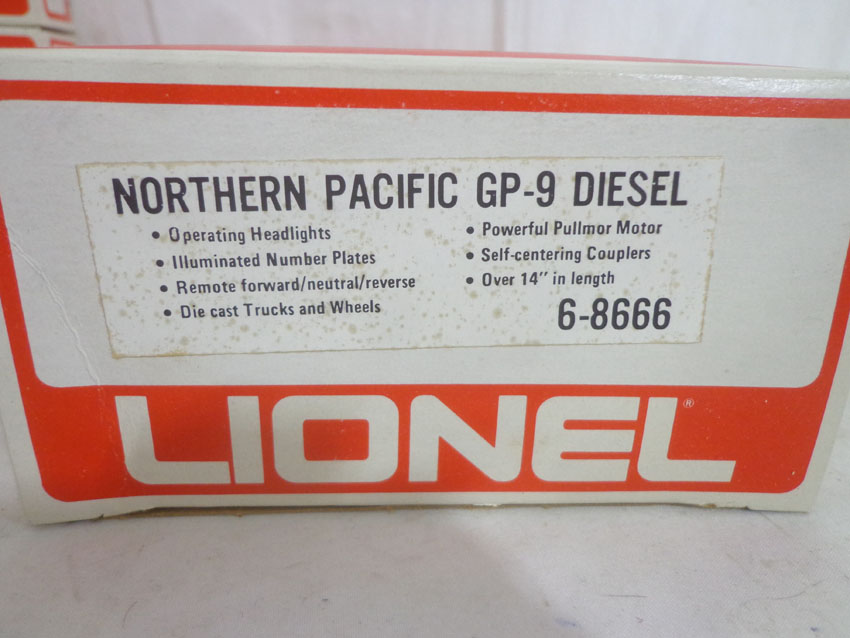 NORTHERN PACIFIC GP-9 DIESEL
• Operating Headlights
• Illuminated Number Plates
• Remote forward/neutral/reverse
• Die cast Trucks and Wheels
• Powerful Pullmor Motor
• Self-centering Couplers
• Over 14" in length
6-8666
LIONEL®